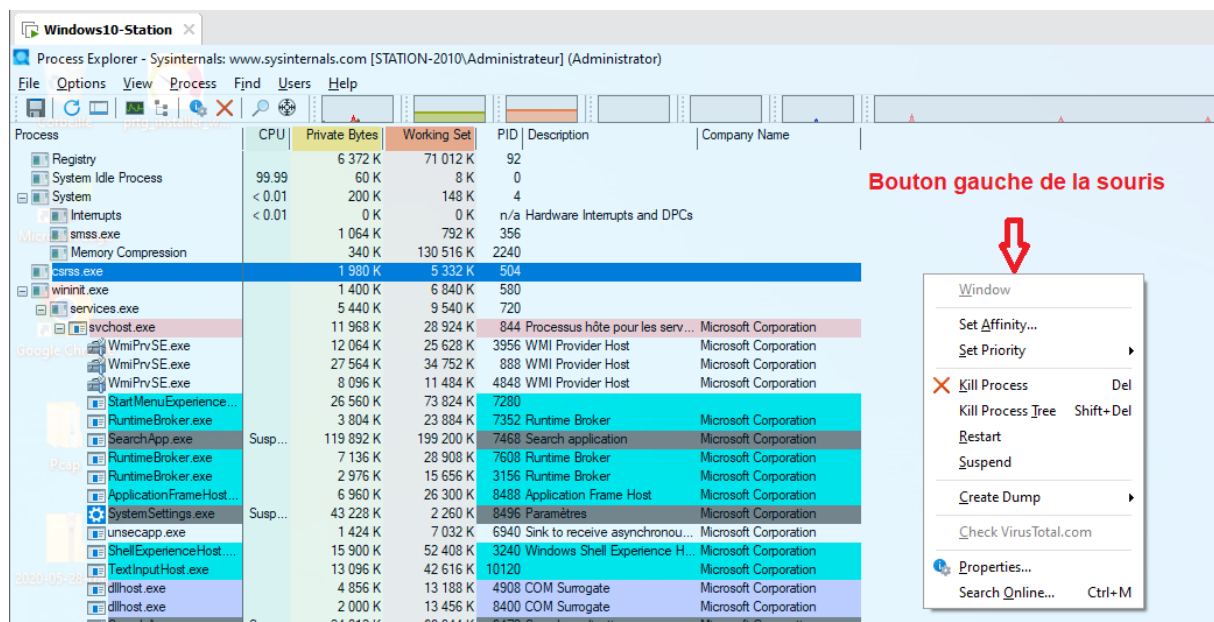 Windows10-Station
Process Explorer - Sysinternals: www.sysinternals.com [STATION-2010\Administrateur] (Administrator)
File Options View Process Find Users Help
Process CPU Private Bytes Working Set PID Description Company Name
Registry 6 372 K 71 012 K 92
System Idle Process 99.99 60 K 8 K 0
System < 0.01 200 K 148 K 4
Interrupts < 0.01 0 K 0 K n/a Hardware Interrupts and DPCs
smss.exe 1 064 K 792 K 356
Memory Compression 340 K 130 516 K 2240
csrss.exe 1 980 K 5 332 K 504
wininit.exe 1 400 K 6 840 K 580
services.exe 5 440 K 9 540 K 720
svchost.exe 11 968 K 28 924 K 844 Processus hôte pour les serv... Microsoft Corporation
WmiPrvSE.exe 12 064 K 25 628 K 3956 WMI Provider Host Microsoft Corporation
WmiPrvSE.exe 27 564 K 34 752 K 888 WMI Provider Host Microsoft Corporation
WmiPrvSE.exe 8 096 K 11 484 K 4848 WMI Provider Host Microsoft Corporation
StartMenuExperience... 26 560 K 73 824 K 7280
RuntimeBroker.exe 3 804 K 23 884 K 7352 Runtime Broker Microsoft Corporation
SearchApp.exe Susp... 119 892 K 199 200 K 7468 Search application Microsoft Corporation
RuntimeBroker.exe 7 136 K 28 908 K 7608 Runtime Broker Microsoft Corporation
RuntimeBroker.exe 2 976 K 15 656 K 3156 Runtime Broker Microsoft Corporation
ApplicationFrameHost... 6 960 K 26 300 K 8488 Application Frame Host Microsoft Corporation
SystemSettings.exe Susp... 43 228 K 2 260 K 8496 Paramètres Microsoft Corporation
unsecapp.exe 1 424 K 7 032 K 6940 Sink to receive asynchronou... Microsoft Corporation
ShellExperienceHost.... 15 900 K 52 408 K 3240 Windows Shell Experience H... Microsoft Corporation
TextInputHost.exe 13 096 K 42 616 K 10120 Microsoft Corporation
dllhost.exe 4 856 K 13 188 K 4908 COM Surrogate Microsoft Corporation
dllhost.exe 2 000 K 13 456 K 8400 COM Surrogate Microsoft Corporation
Bouton gauche de la souris
Window
Set Affinity...
Set Priority
Kill Process Del
Kill Process Tree Shift+Del
Restart
Suspend
Create Dump
Check VirusTotal.com
Properties...
Search Online... Ctrl+M